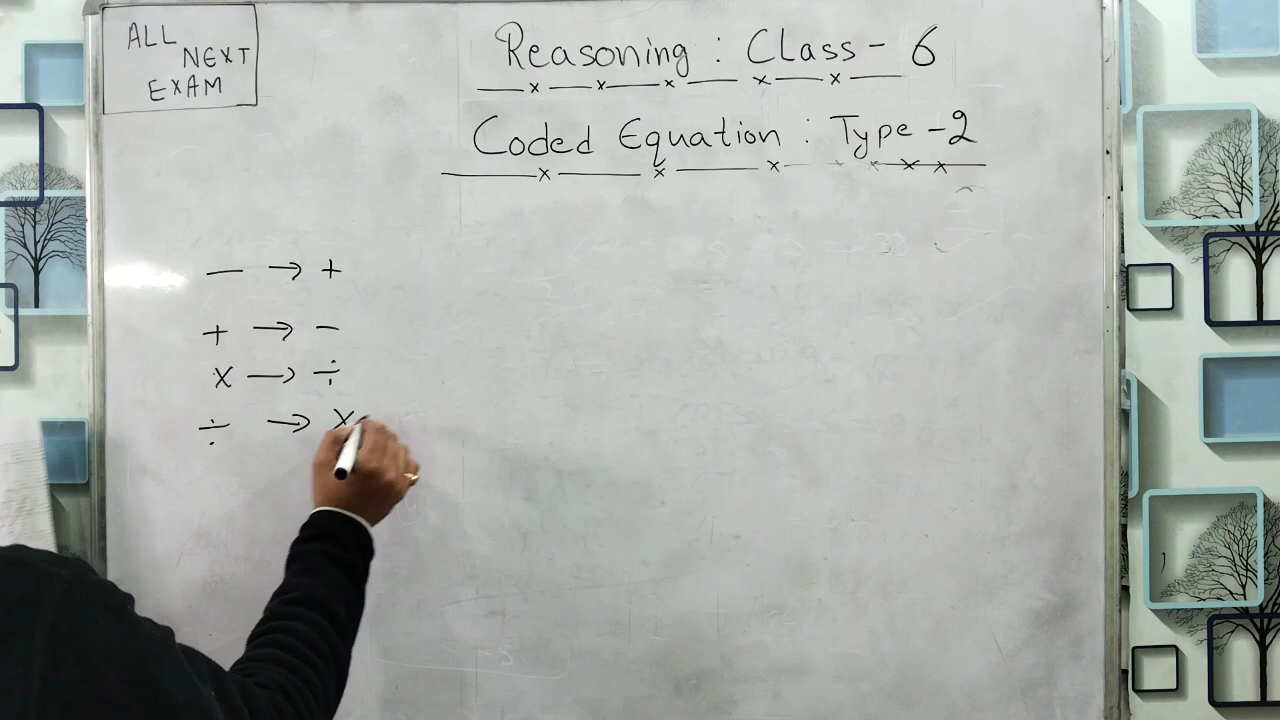 ALL
NEXT
EXAM
Reasoning : Class - 6
Coded Equation : Type - 2
— → +
+ → −
× → ÷
÷ → ×